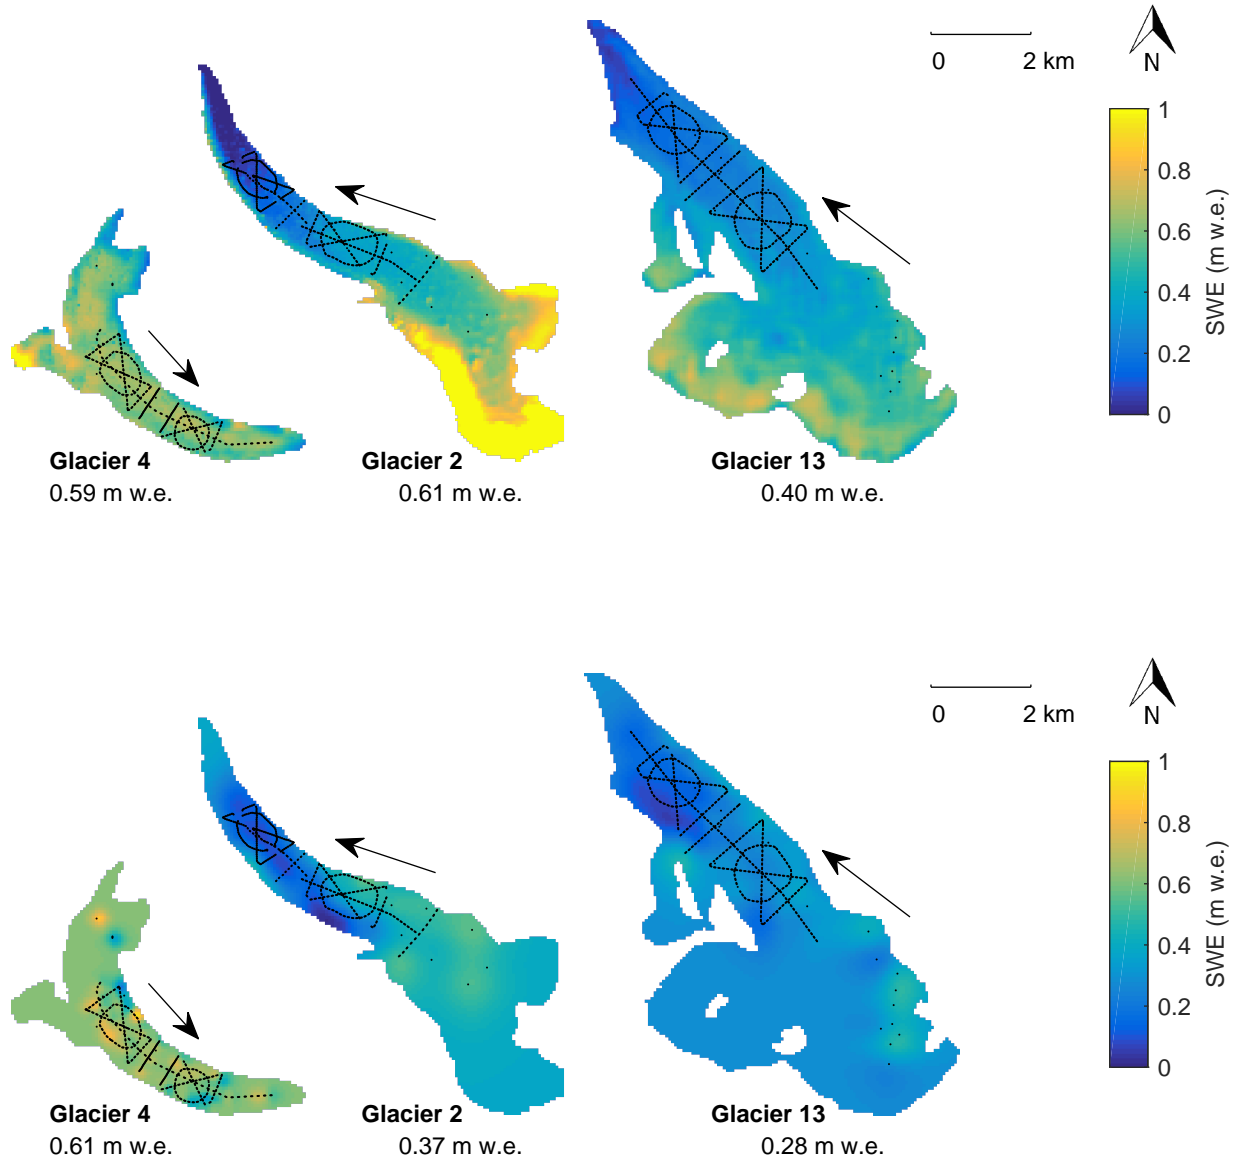 0 2 km
N
1
0.8
0.6
0.4
0.2
0
SWE (m w.e.)
Glacier 4 Glacier 2 Glacier 13
0.59 m w.e. 0.61 m w.e. 0.40 m w.e.
0 2 km
N
1
0.8
0.6
0.4
0.2
0
SWE (m w.e.)
Glacier 4 Glacier 2 Glacier 13
0.61 m w.e. 0.37 m w.e. 0.28 m w.e.